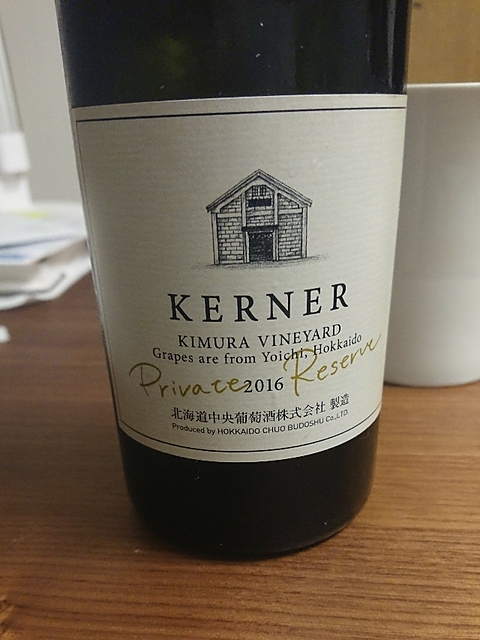 KERNER
KIMURA VINEYARD
Grapes are from Yoichi, Hokkaido
Private 2016 Reserve
北海道中央葡萄酒株式会社 製造
Produced by HOKKAIDO CHUO BUDOSHU Co.,LTD.